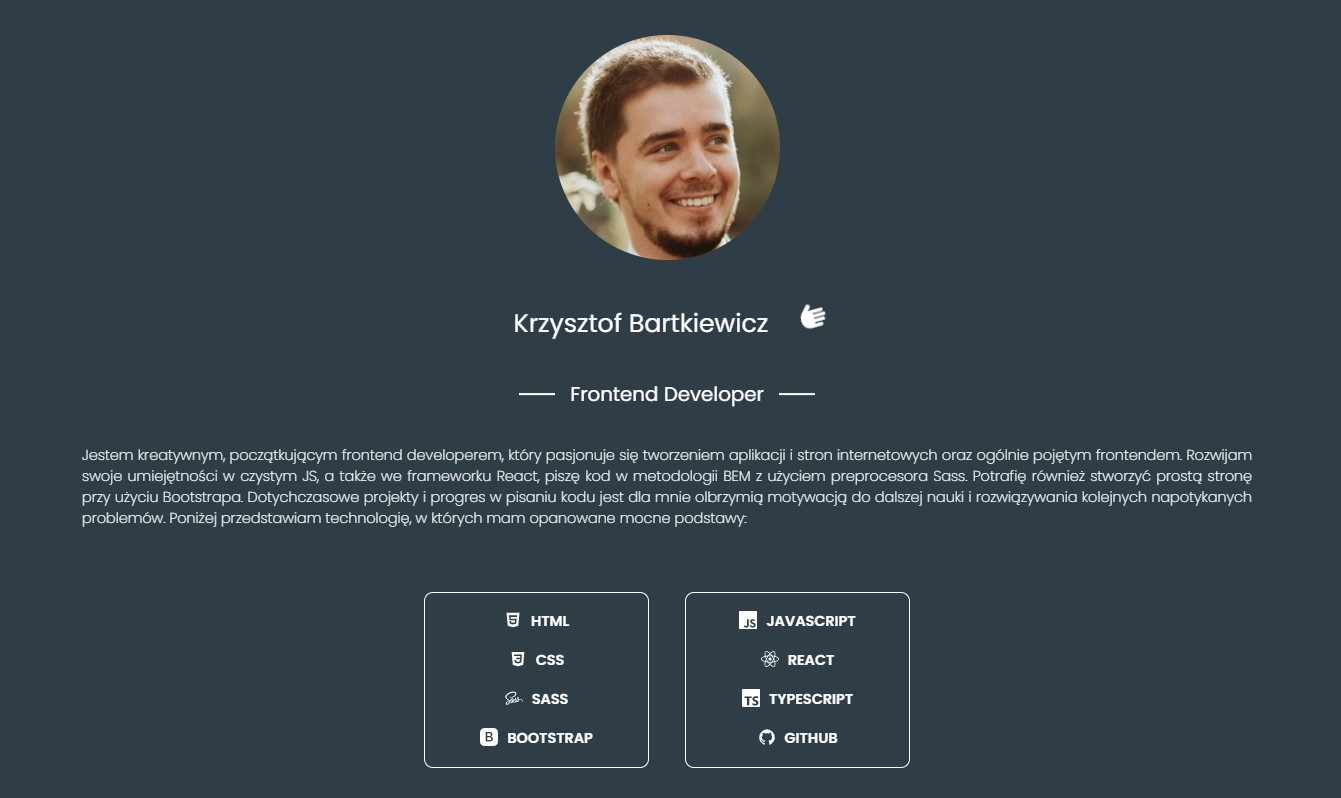 Krzysztof Bartkiewicz
Frontend Developer
Jestem kreatywnym, początkującym frontend developerem, który pasjonuje się tworzeniem aplikacji i stron internetowych oraz ogólnie pojętym frontendem. Rozwijam
swoje umiejętności w czystym JS, a także we frameworku React, piszę kod w metodologii BEM z użyciem preprocesora Sass. Potrafię również stworzyć prostą stronę
przy użyciu Bootstrapa. Dotychczasowe projekty i progres w pisaniu kodu jest dla mnie olbrzymią motywacją do dalszej nauki i rozwiązywania kolejnych napotykanych
problemów. Poniżej przedstawiam technologię, w których mam opanowane mocne podstawy:
HTML
CSS
Sass SASS
B BOOTSTRAP
JS JAVASCRIPT
REACT
TS TYPESCRIPT
GITHUB